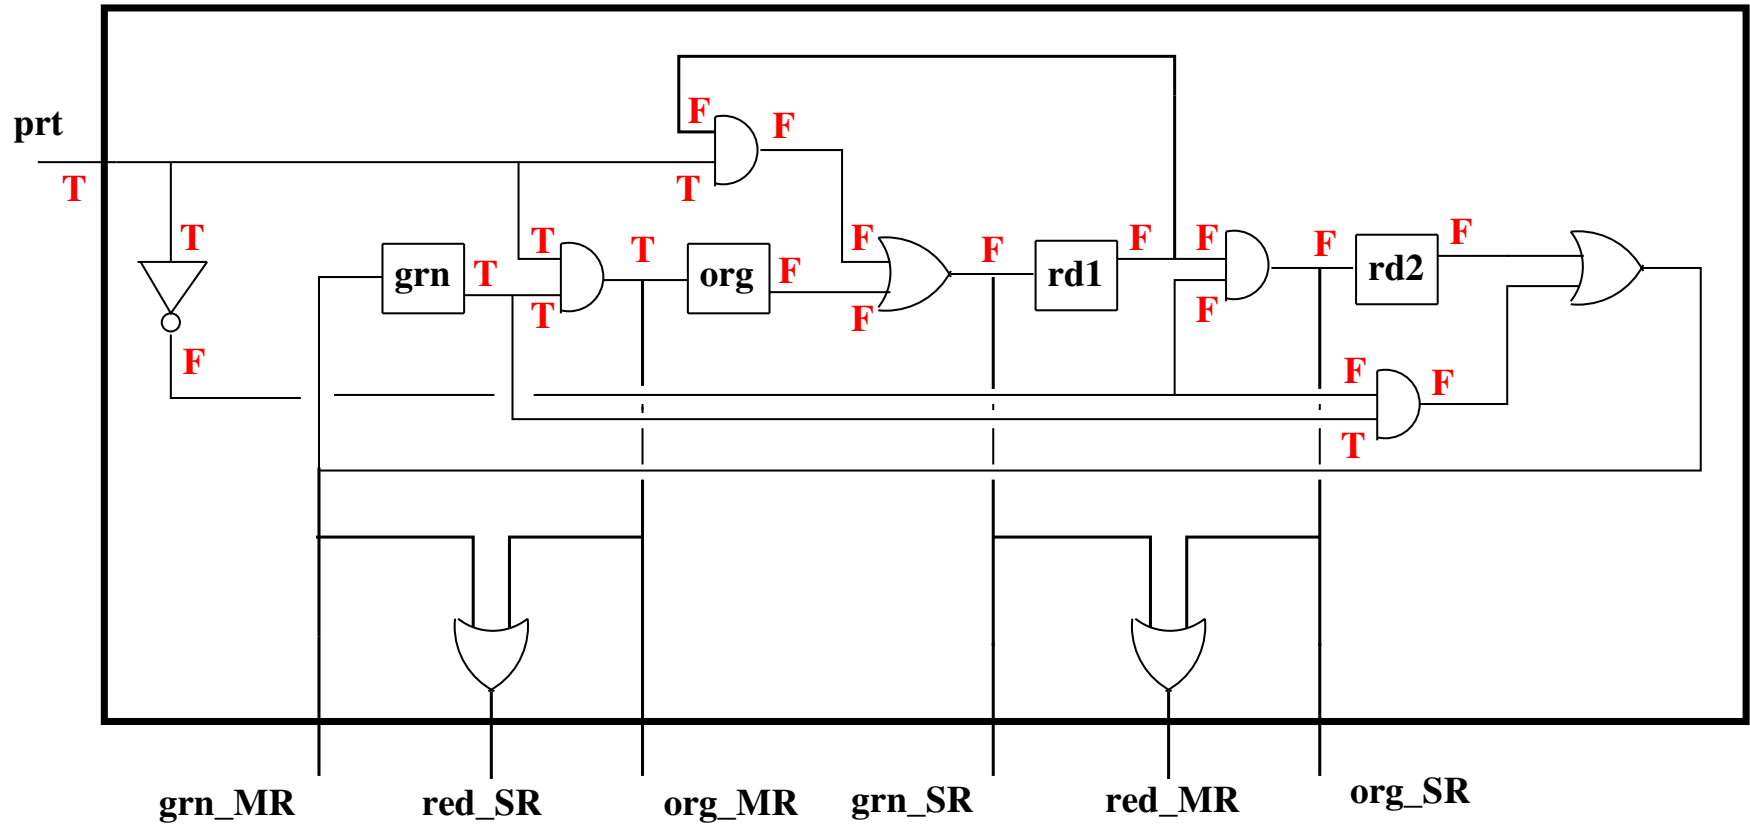 F
F
prt
T
T
T
T
F
F
F
F
T
T
F
grn
T
org
F
rd1
rd2
T
F
F
F
F
F
T
grn_MR
red_SR
org_MR
grn_SR
red_MR
org_SR